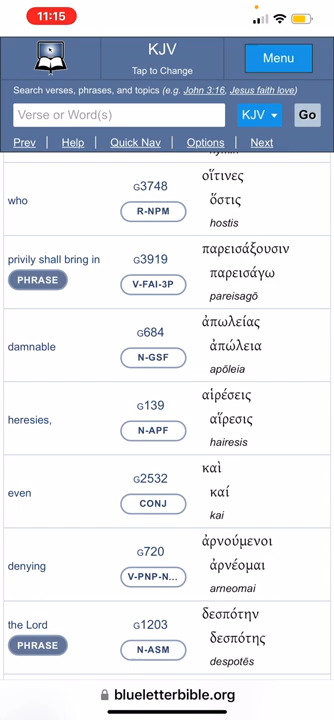 11:15
KJV
Tap to Change
Menu
Search verses, phrases, and topics (e.g. John 3:16, Jesus faith love)
Verse or Word(s)
KJV
Go
Prev
Help
Quick Nav
Options
Next
who
G3748
R-NPM
οἵτινες
ὅστις
hostis
privily shall bring in
PHRASE
G3919
V-FAI-3P
παρεισάξουσιν
παρεισάγω
pareisagō
damnable
G684
N-GSF
ἀπωλείας
ἀπώλεια
apōleia
heresies,
G139
N-APF
αἱρέσεις
αἵρεσις
hairesis
even
G2532
CONJ
καὶ
καί
kai
denying
G720
V-PNP-N...
ἀρνούμενοι
ἀρνέομαι
arneomai
the Lord
PHRASE
G1203
N-ASM
δεσπότην
δεσπότης
despotēs
blueletterbible.org